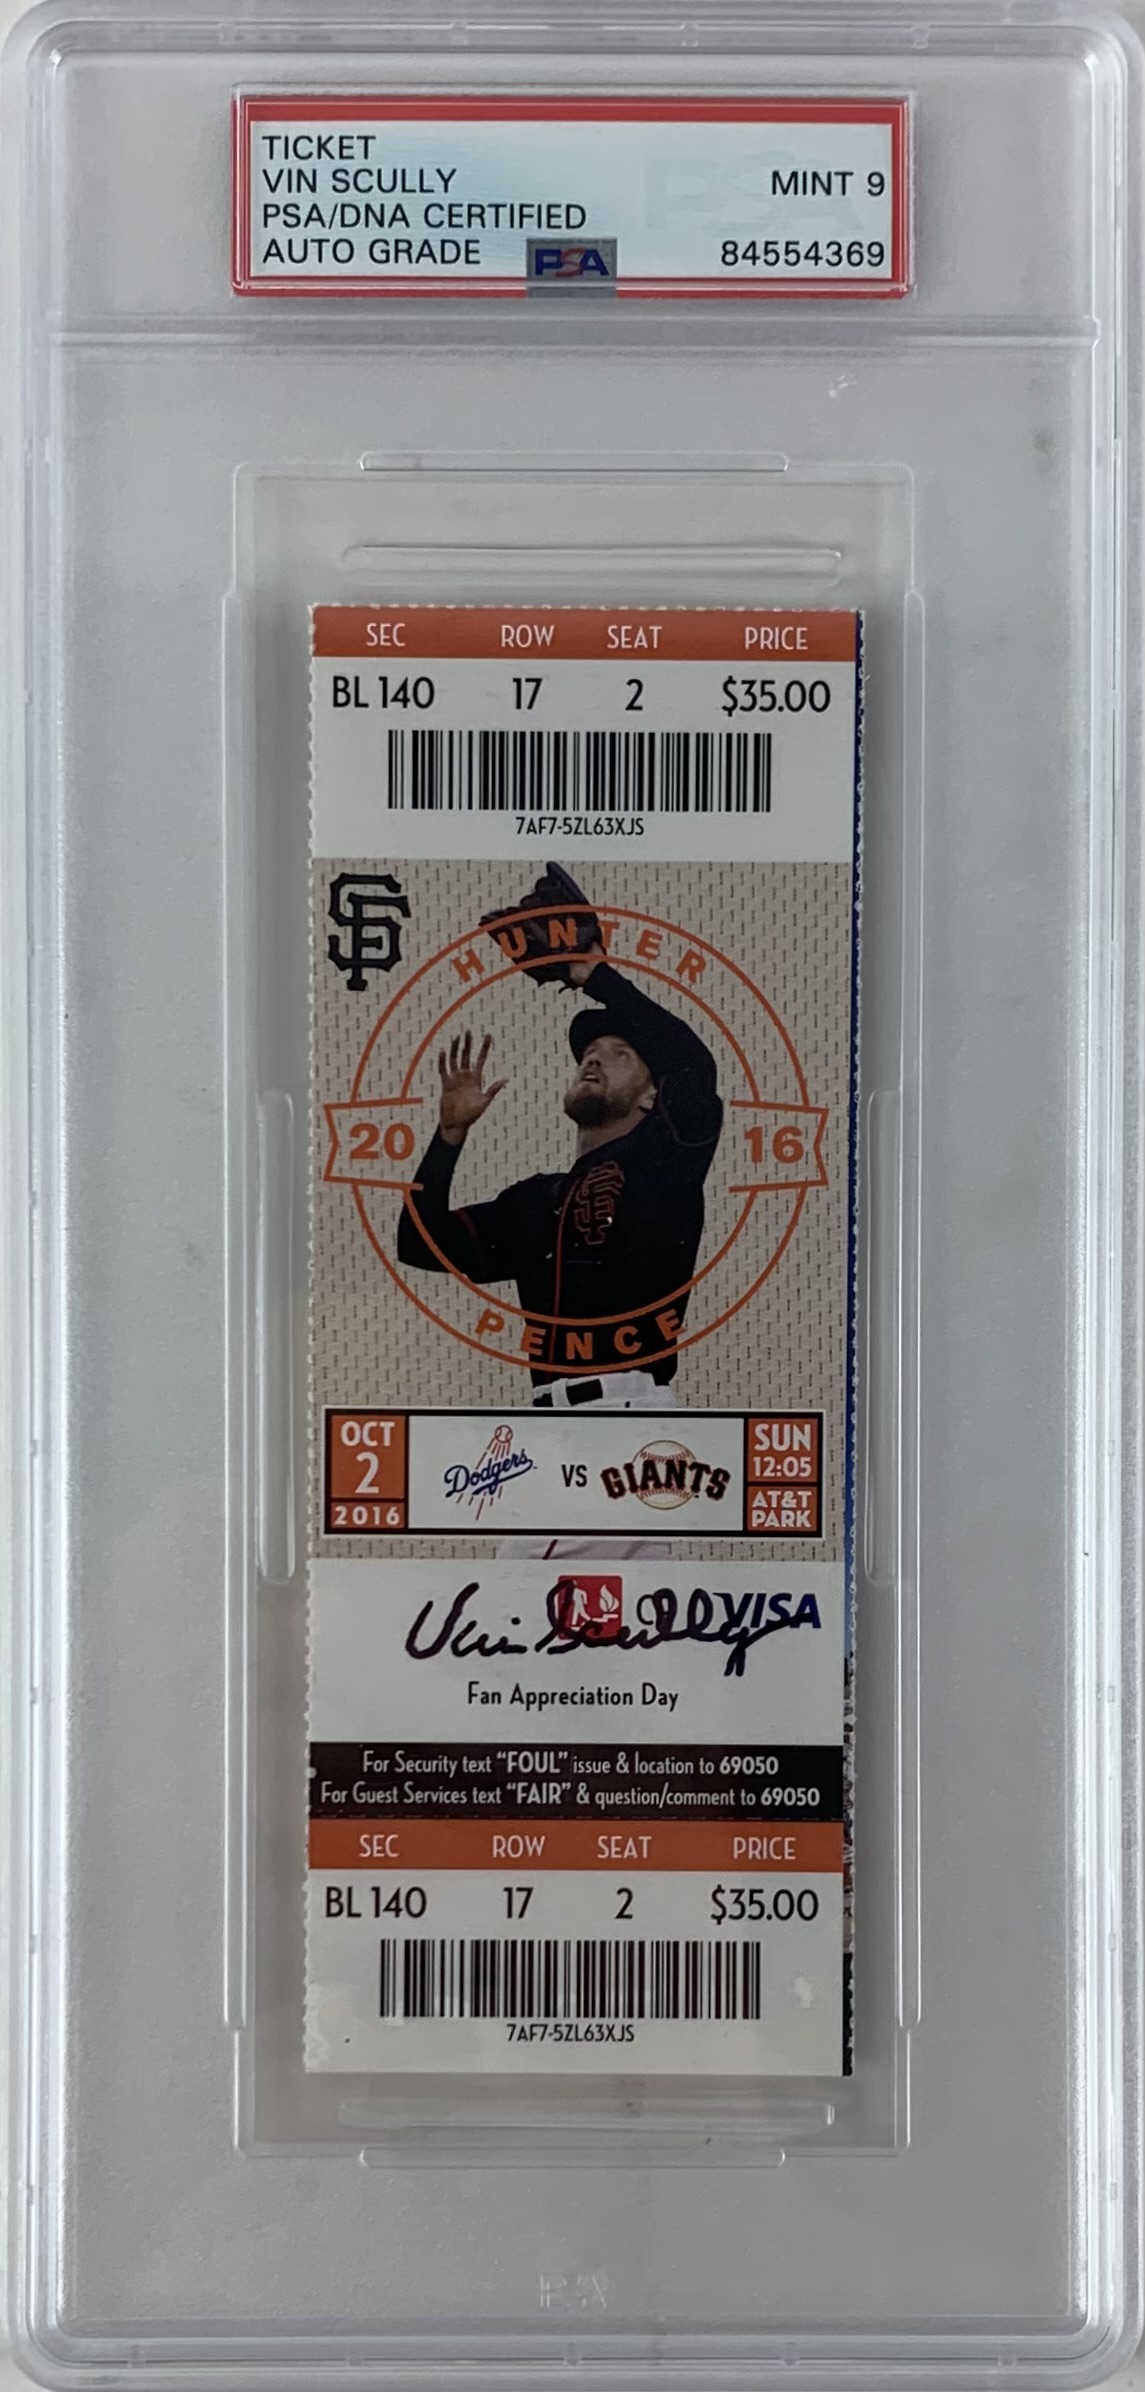 TICKET
VIN SCULLY
PSA/DNA CERTIFIED
AUTO GRADE
MINT 9
84554369
PSA
SEC ROW SEAT PRICE
BL 140 17 2 $35.00
7AF7-5ZL63XJS
SF
HUNTER
20 16
SF
PENCE
OCT
2
2016
Dodgers VS GIANTS
SUN
12:05
AT&T
PARK
Vin Scully
VISA
Fan Appreciation Day
For Security text "FOUL" issue & location to 69050
For Guest Services text "FAIR" & question/comment to 69050
SEC ROW SEAT PRICE
BL 140 17 2 $35.00
7AF7-5ZL63XJS